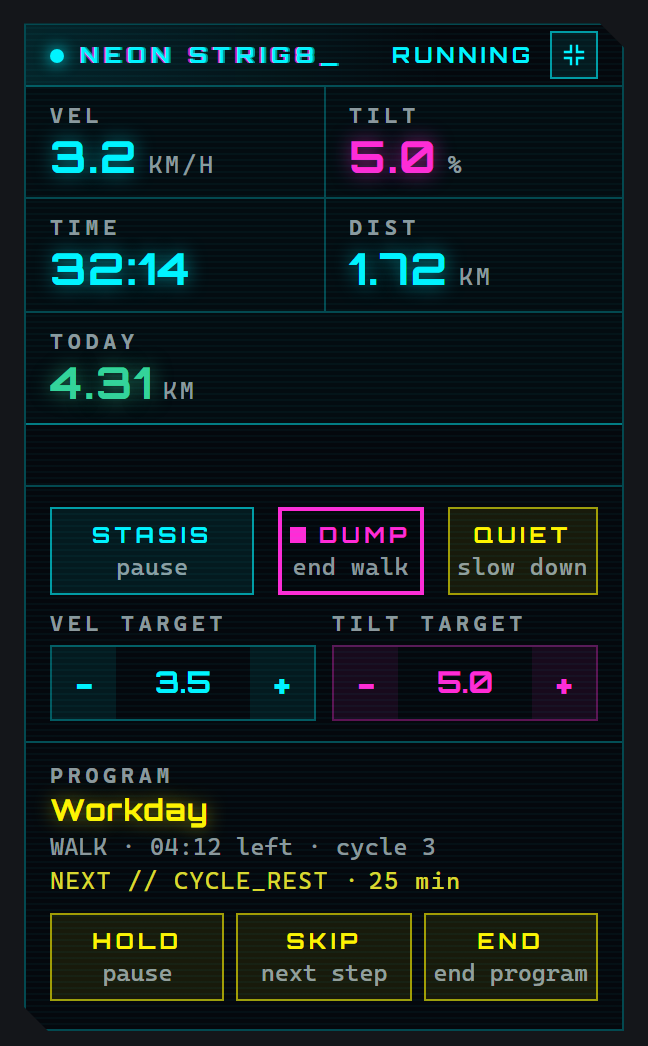 NEON STRIG8_ RUNNING
VEL TILT
3.2 KM/H 5.0 %
TIME DIST
32:14 1.72 KM
TODAY
4.31 KM
STASIS DUMP QUIET
pause end walk slow down
VEL TARGET TILT TARGET
- 3.5 + - 5.0 +
PROGRAM
Workday
WALK · 04:12 left · cycle 3
NEXT // CYCLE_REST · 25 min
HOLD SKIP END
pause next step end program